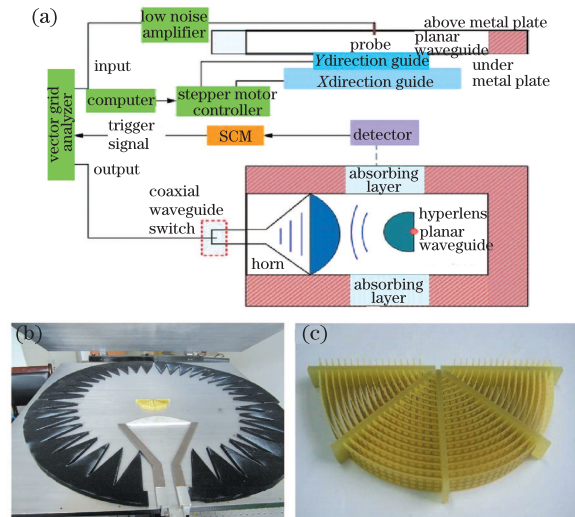 (a)
low noise
amplifier
above metal plate
probe
planar
waveguide
under
metal plate
input
Ydirection guide
Xdirection guide
computer
stepper motor
controller
vector grid
analyzer
trigger
signal
SCM
detector
output
absorbing
layer
coaxial
waveguide
switch
hyperlens
planar
waveguide
horn
absorbing
layer
(b)
(c)